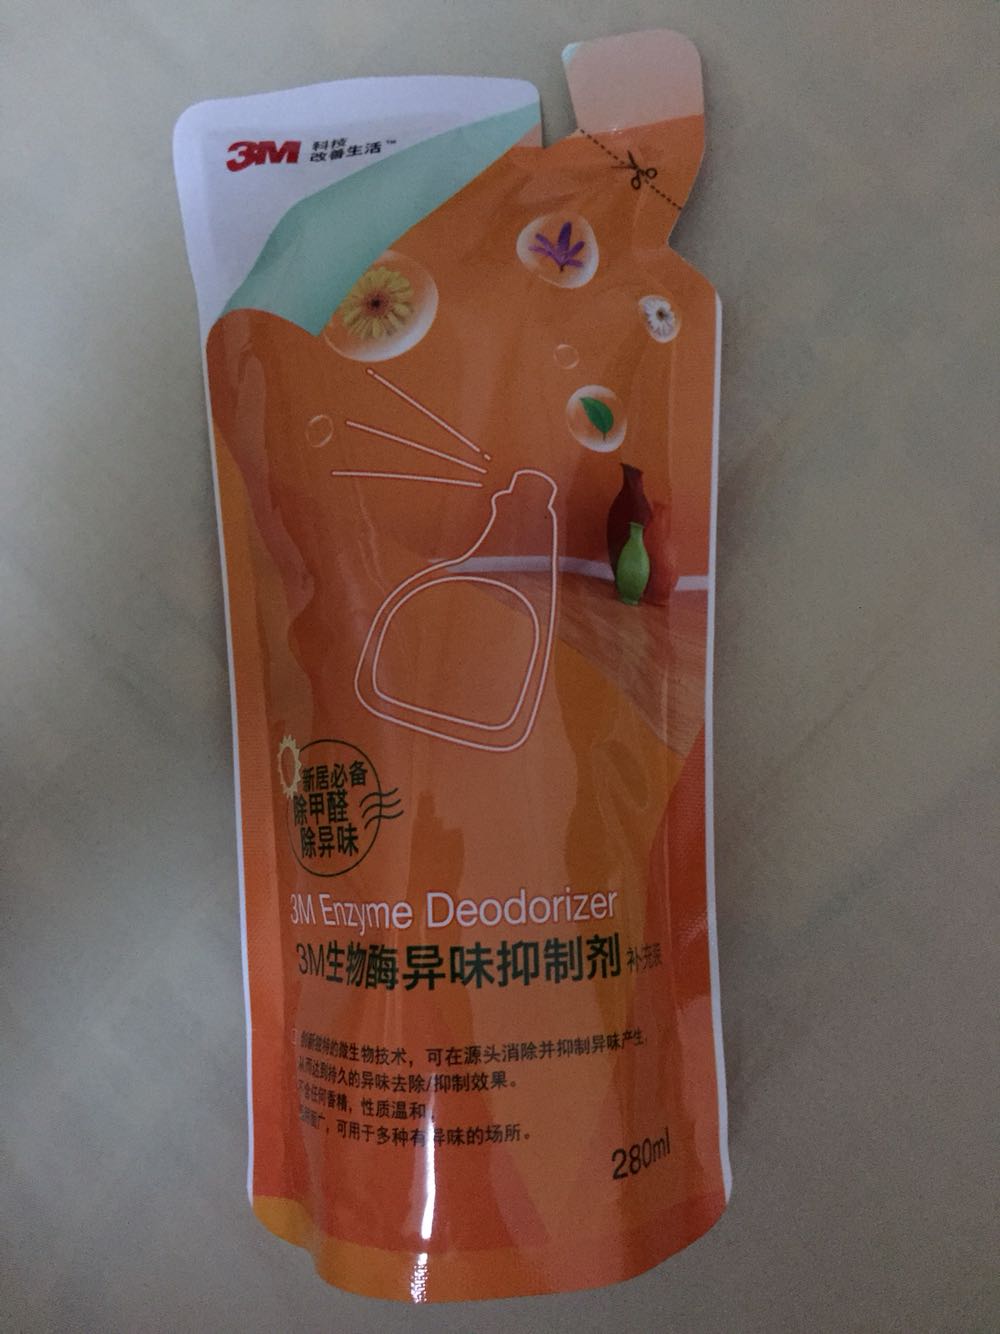 3M 科技
改善生活™
新居必备
除甲醛
除异味
3M Enzyme Deodorizer
3M生物酶异味抑制剂 补充装
创新独特的微生物技术，可在源头消除并抑制异味产生，
从而达到持久的异味去除/抑制效果。
不含任何香精，性质温和，
，可用于多种有异味的场所。
280ml